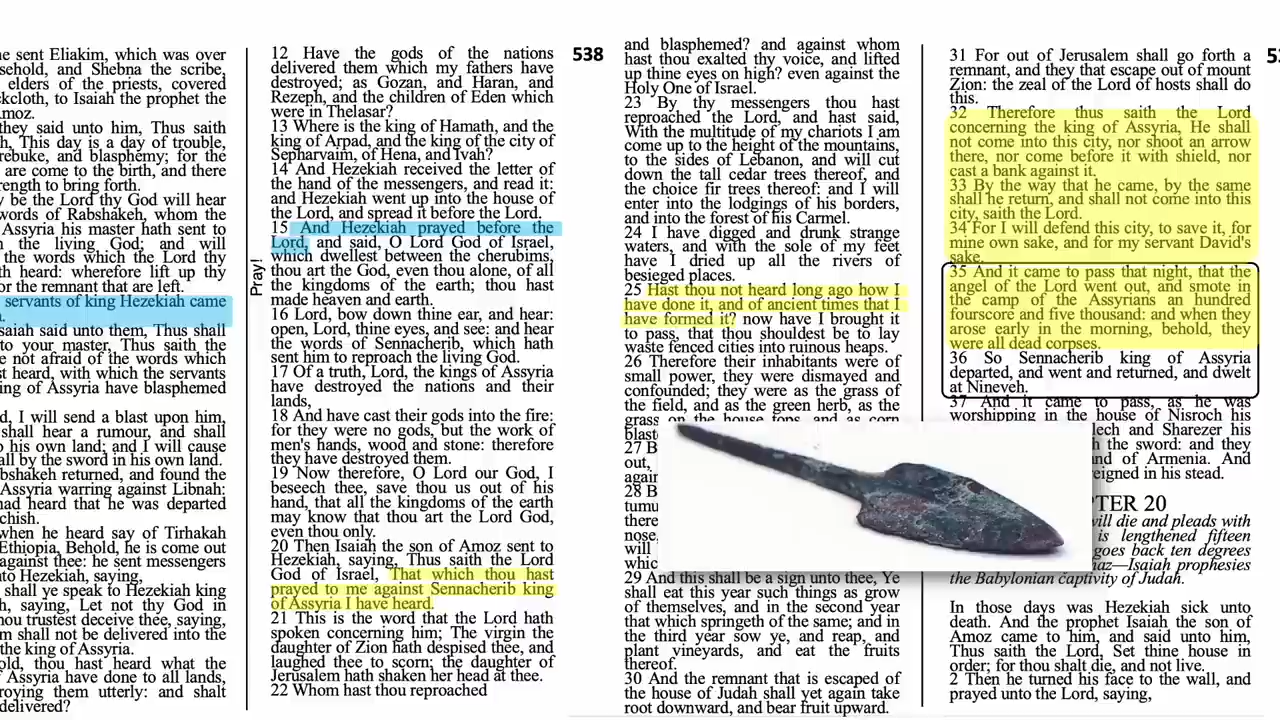 e sent Eliakim, which was over
sehold, and Shebna the scribe,
elders of the priests, covered
ckcloth, to Isaiah the prophet the
moz.
they said unto him, Thus saith
h, This day is a day of trouble,
rebuke, and blasphemy; for the
are come to the birth, and there
rength to bring forth.
y be the Lord thy God will hear
words of Rabshakeh, whom the
Assyria his master hath sent to
h the living God; and will
the words which the Lord thy
th heard: wherefore lift up thy
or the remnant that are left.
servants of king Hezekiah came
.
saiah said unto them, Thus shall
to your master, Thus saith the
e not afraid of the words which
st heard, with which the servants
ing of Assyria have blasphemed
d, I will send a blast upon him,
shall hear a rumour, and shall
o his own land; and I will cause
all by the sword in his own land.
bshakeh returned, and found the
Assyria warring against Libnah:
had heard that he was departed
chish.
when he heard say of Tirhakah
Ethiopia, Behold, he is come out
against thee: he sent messengers
nto Hezekiah, saying,
shall ye speak to Hezekiah king
h, saying, Let not thy God in
hou trustest deceive thee, saying,
m shall not be delivered into the
the king of Assyria.
old, thou hast heard what the
Assyria have done to all lands,
roying them utterly: and shalt
delivered?
12 Have the gods of the nations
delivered them which my fathers have
destroyed; as Gozan, and Haran, and
Rezeph, and the children of Eden which
were in Thelasar?
13 Where is the king of Hamath, and the
king of Arpad, and the king of the city of
Sepharvaim, of Hena, and Ivah?
14 And Hezekiah received the letter of
the hand of the messengers, and read it:
and Hezekiah went up into the house of
the Lord, and spread it before the Lord.
15 And Hezekiah prayed before the
Lord, and said, O Lord God of Israel,
which dwellest between the cherubims,
thou art the God, even thou alone, of all
the kingdoms of the earth; thou hast
made heaven and earth.
Pray!
16 Lord, bow down thine ear, and hear:
open, Lord, thine eyes, and see: and hear
the words of Sennacherib, which hath
sent him to reproach the living God.
17 Of a truth, Lord, the kings of Assyria
have destroyed the nations and their
lands,
18 And have cast their gods into the fire:
for they were no gods, but the work of
men's hands, wood and stone: therefore
they have destroyed them.
19 Now therefore, O Lord our God, I
beseech thee, save thou us out of his
hand, that all the kingdoms of the earth
may know that thou art the Lord God,
even thou only.
20 Then Isaiah the son of Amoz sent to
Hezekiah, saying, Thus saith the Lord
God of Israel, That which thou hast
prayed to me against Sennacherib king
of Assyria I have heard.
21 This is the word that the Lord hath
spoken concerning him; The virgin the
daughter of Zion hath despised thee, and
laughed thee to scorn; the daughter of
Jerusalem hath shaken her head at thee.
22 Whom hast thou reproached
538
and blasphemed? and against whom
hast thou exalted thy voice, and lifted
up thine eyes on high? even against the
Holy One of Israel.
23 By thy messengers thou hast
reproached the Lord, and hast said,
With the multitude of my chariots I am
come up to the height of the mountains,
to the sides of Lebanon, and will cut
down the tall cedar trees thereof, and
the choice fir trees thereof: and I will
enter into the lodgings of his borders,
and into the forest of his Carmel.
24 I have digged and drunk strange
waters, and with the sole of my feet
have I dried up all the rivers of
besieged places.
25 Hast thou not heard long ago how I
have done it, and of ancient times that I
have formed it? now have I brought it
to pass, that thou shouldest be to lay
waste fenced cities into ruinous heaps.
26 Therefore their inhabitants were of
small power, they were dismayed and
confounded; they were as the grass of
the field, and as the green herb, as the
grass on the house tops, and as corn
blast
27 B
out,
again
28 B
tumu
there
nose,
will
whic
29 And this shall be a sign unto thee, Ye
shall eat this year such things as grow
of themselves, and in the second year
that which springeth of the same; and in
the third year sow ye, and reap, and
plant vineyards, and eat the fruits
thereof.
30 And the remnant that is escaped of
the house of Judah shall yet again take
root downward, and bear fruit upward.
31 For out of Jerusalem shall go forth a
remnant, and they that escape out of mount
Zion: the zeal of the Lord of hosts shall do
this.
32 Therefore thus saith the Lord
concerning the king of Assyria, He shall
not come into this city, nor shoot an arrow
there, nor come before it with shield, nor
cast a bank against it.
33 By the way that he came, by the same
shall he return, and shall not come into this
city, saith the Lord.
34 For I will defend this city, to save it, for
mine own sake, and for my servant David's
sake.
35 And it came to pass that night, that the
angel of the Lord went out, and smote in
the camp of the Assyrians an hundred
fourscore and five thousand: and when they
arose early in the morning, behold, they
were all dead corpses.
36 So Sennacherib king of Assyria
departed, and went and returned, and dwelt
at Nineveh.
37 And it came to pass, as he was
worshipping in the house of Nisroch his
lech and Sharezer his
h the sword: and they
nd of Armenia. And
eigned in his stead.
TER 20
will die and pleads with
is lengthened fifteen
goes back ten degrees
haz—Isaiah prophesies
the Babylonian captivity of Judah.
In those days was Hezekiah sick unto
death. And the prophet Isaiah the son of
Amoz came to him, and said unto him,
Thus saith the Lord, Set thine house in
order; for thou shalt die, and not live.
2 Then he turned his face to the wall, and
prayed unto the Lord, saying,